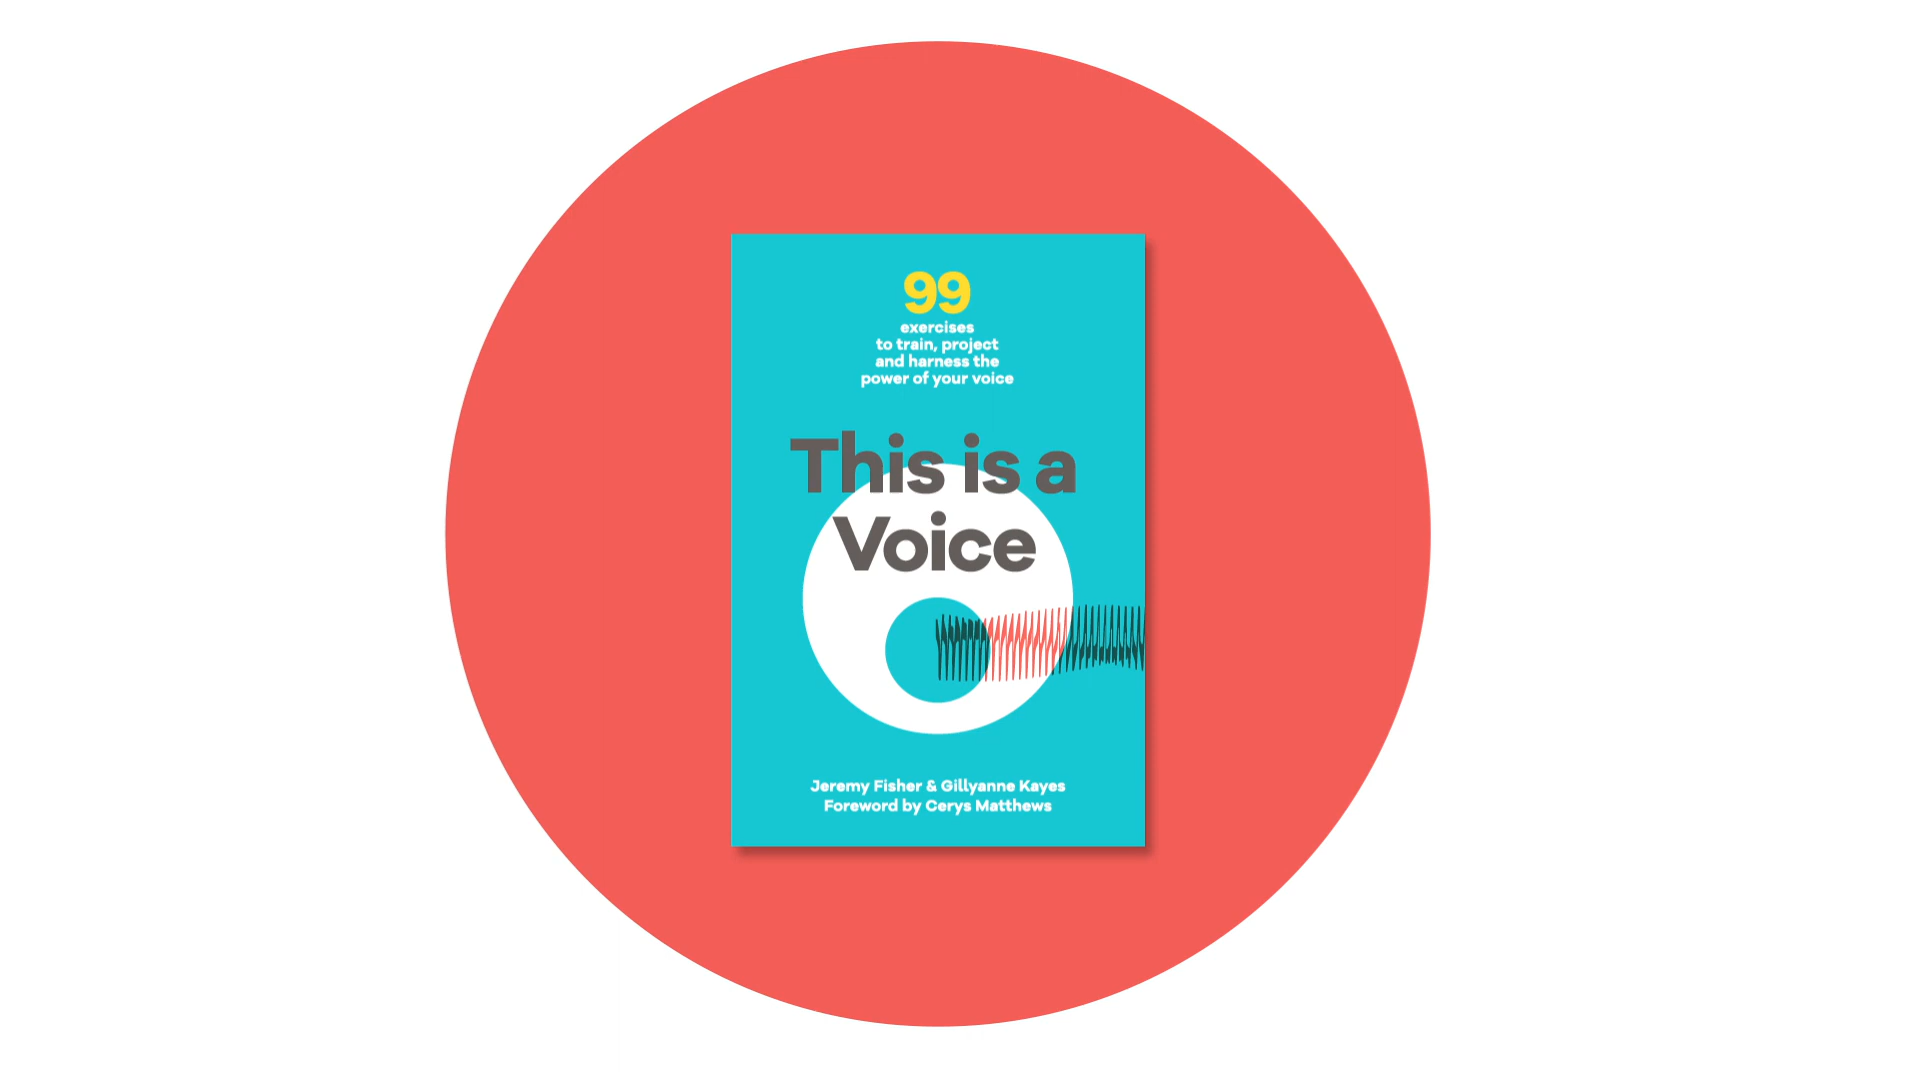 99
exercises
to train, project
and harness the
power of your voice
This is a
Voice
Jeremy Fisher & Gillyanne Kayes
Foreword by Cerys Matthews